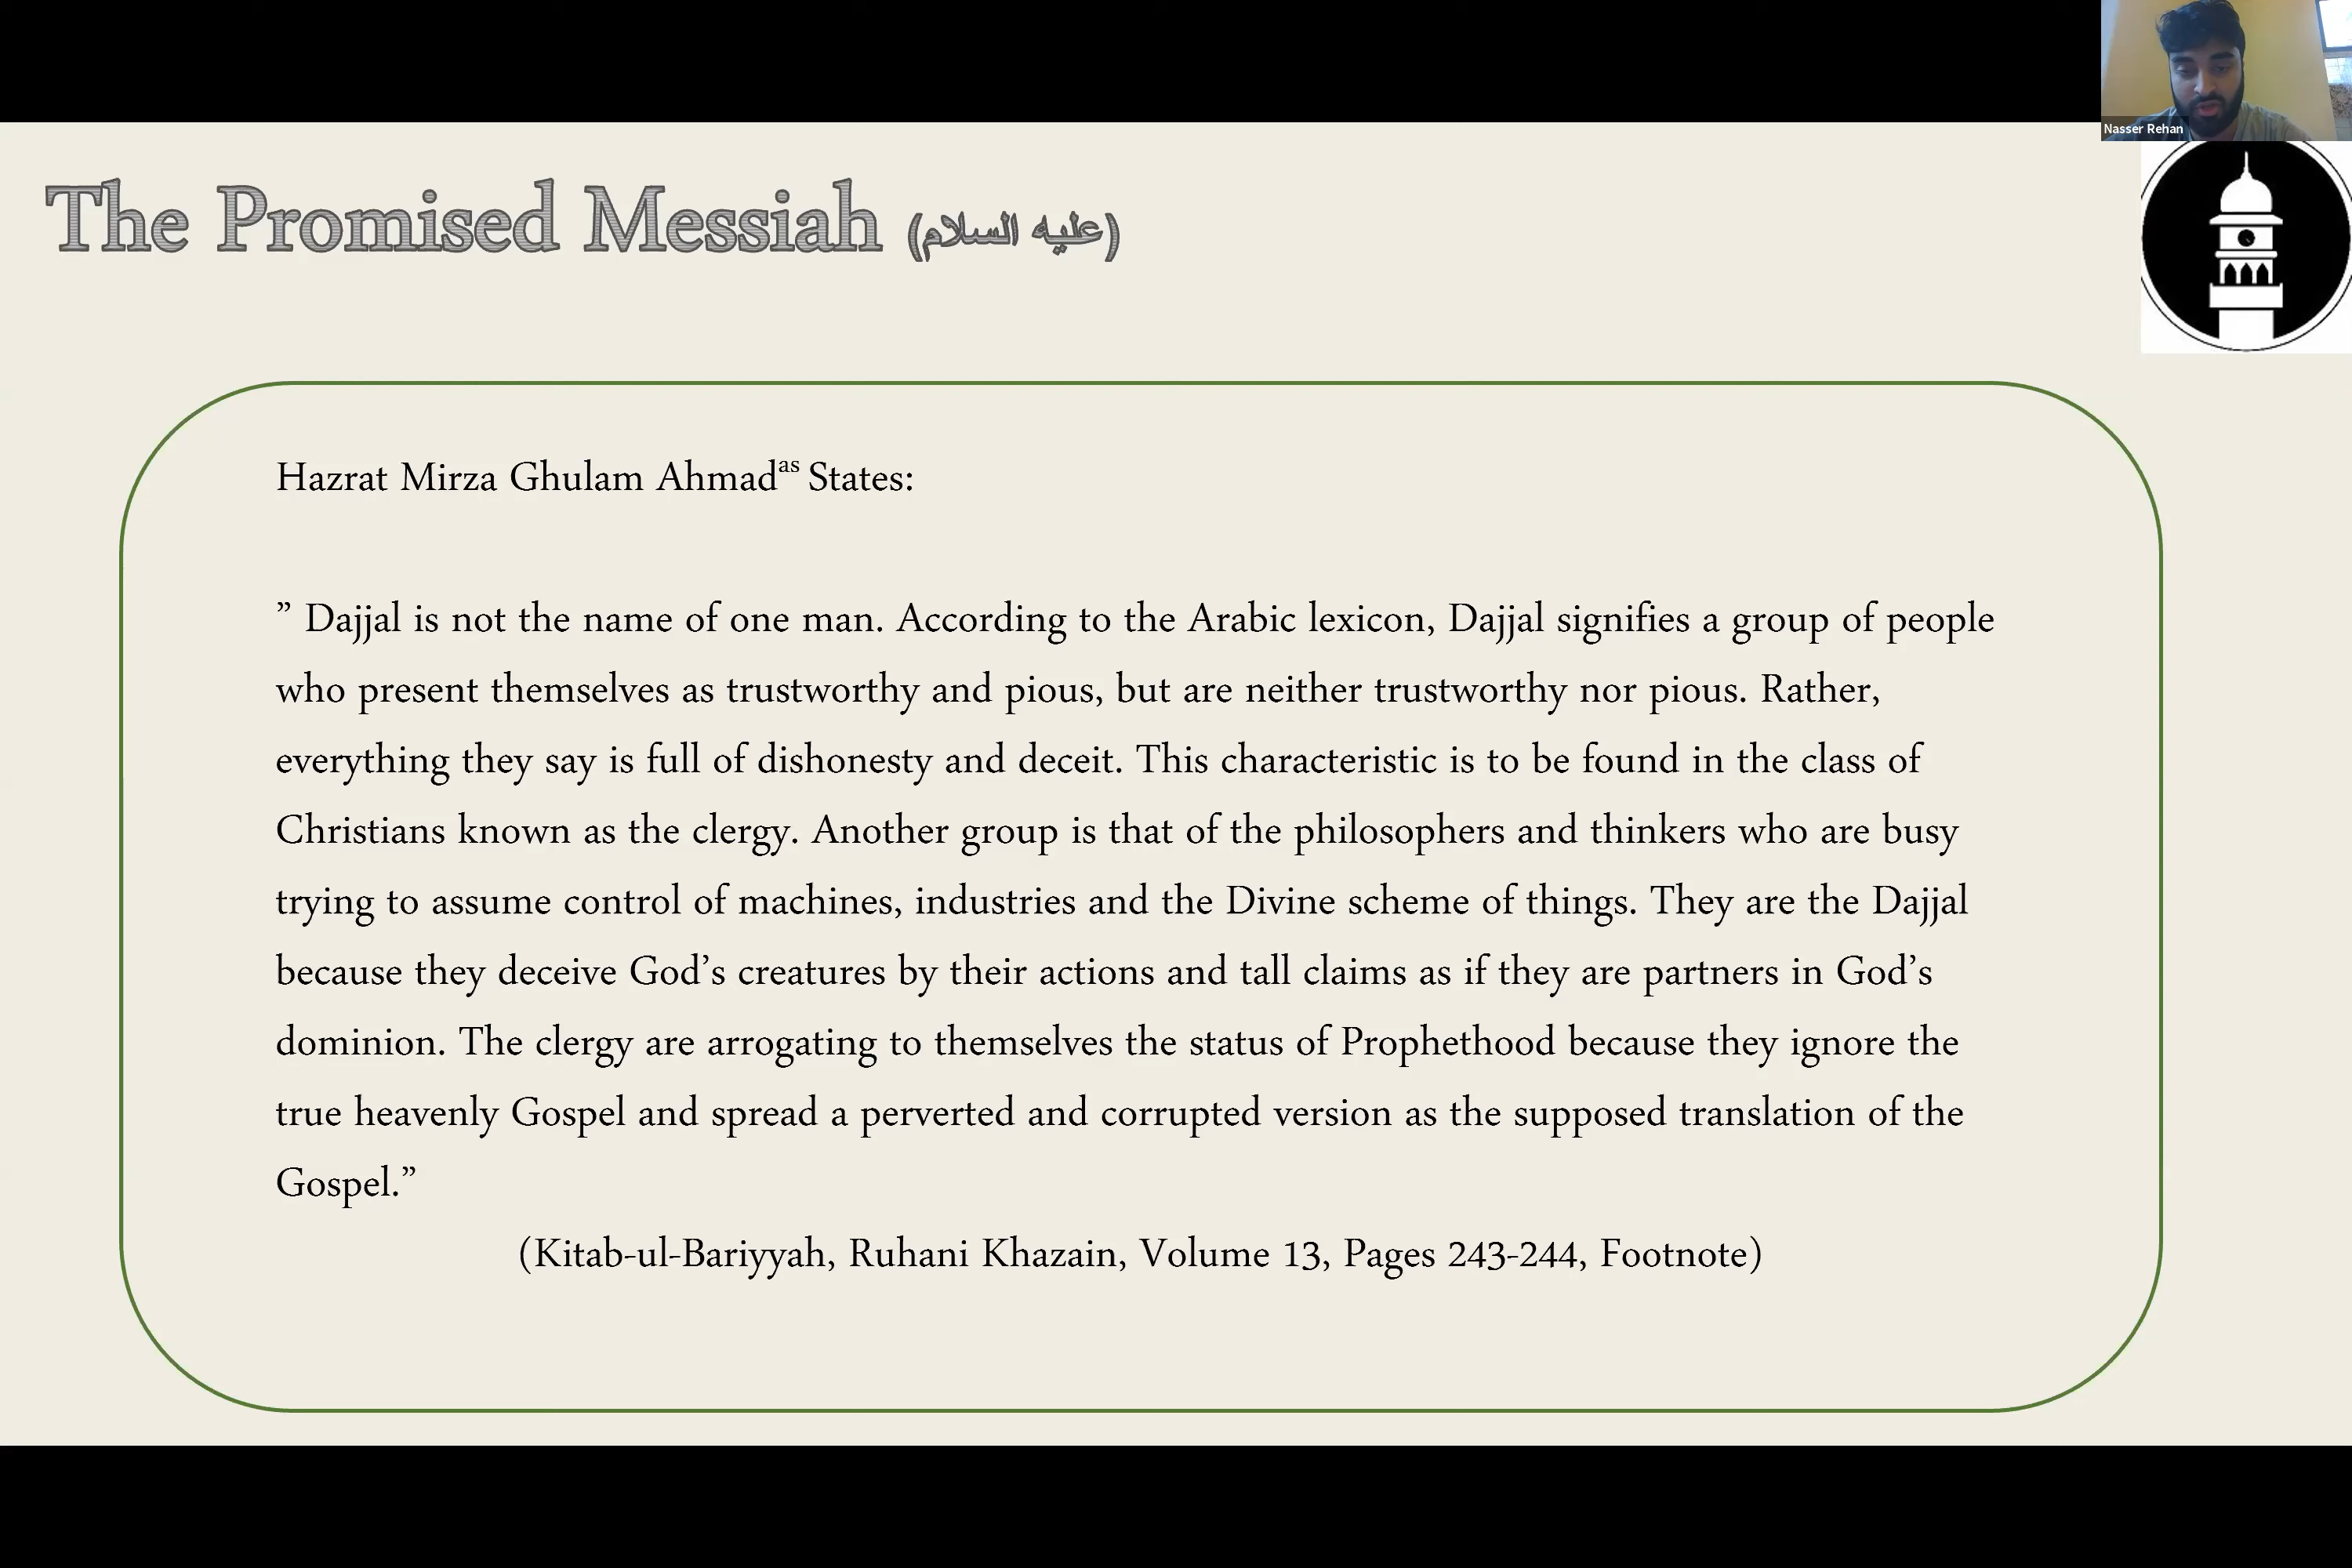 Nasser Rehan
The Promised Messiah (عليه السلام)
Hazrat Mirza Ghulam Ahmadas States:
” Dajjal is not the name of one man. According to the Arabic lexicon, Dajjal signifies a group of people
who present themselves as trustworthy and pious, but are neither trustworthy nor pious. Rather,
everything they say is full of dishonesty and deceit. This characteristic is to be found in the class of
Christians known as the clergy. Another group is that of the philosophers and thinkers who are busy
trying to assume control of machines, industries and the Divine scheme of things. They are the Dajjal
because they deceive God’s creatures by their actions and tall claims as if they are partners in God’s
dominion. The clergy are arrogating to themselves the status of Prophethood because they ignore the
true heavenly Gospel and spread a perverted and corrupted version as the supposed translation of the
Gospel.”
(Kitab-ul-Bariyyah, Ruhani Khazain, Volume 13, Pages 243-244, Footnote)